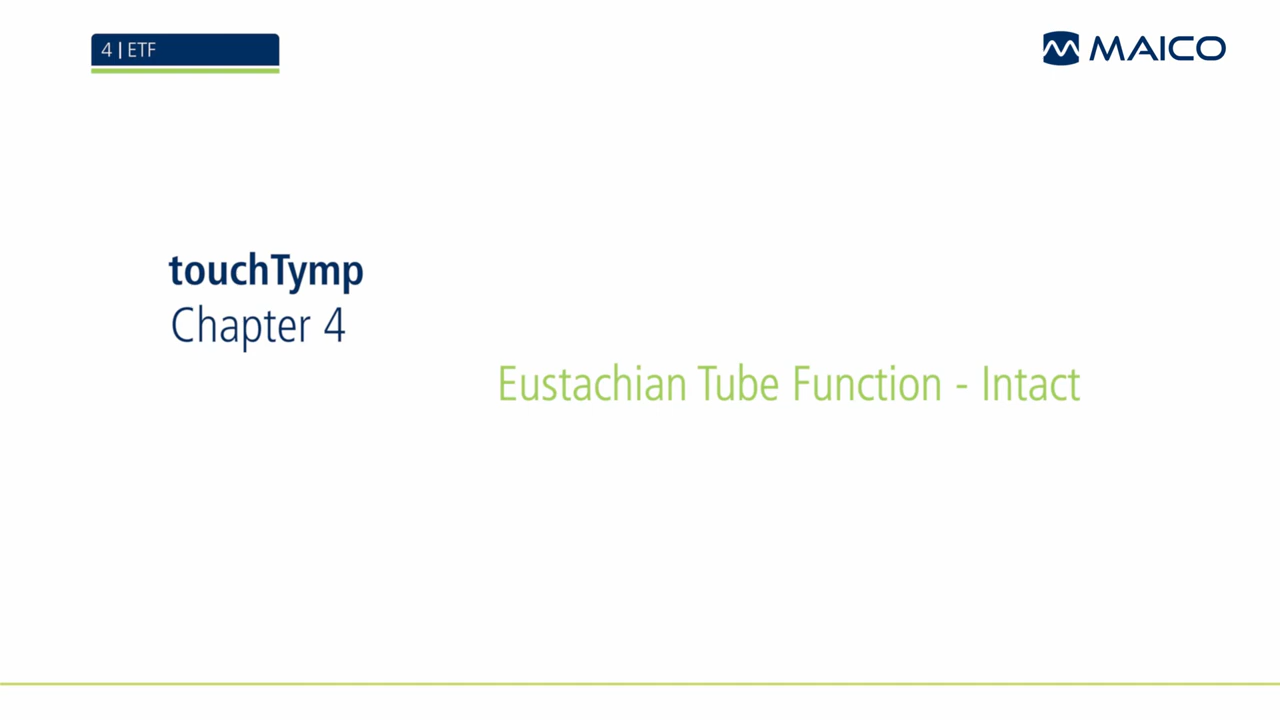 4 | ETF
MAICO
touchTymp
Chapter 4
Eustachian Tube Function - Intact